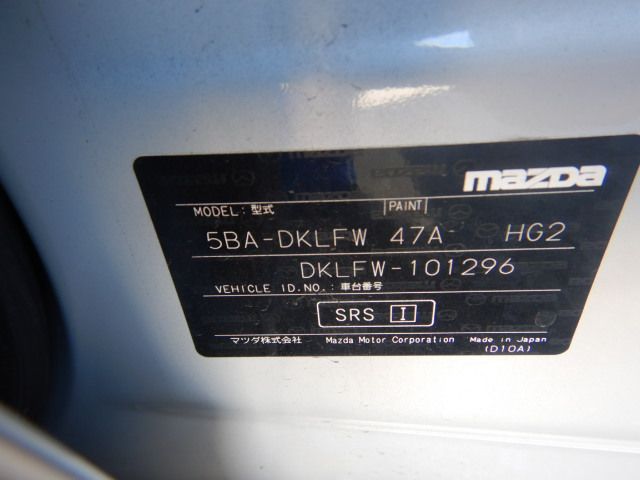 mazda
MODEL: 型式 PAINT
5BA-DKLFW 47A HG2
DKLFW-101296
VEHICLE ID.NO.: 車台番号
SRS I
マツダ株式会社 Mazda Motor Corporation Made in Japan
(D10A)